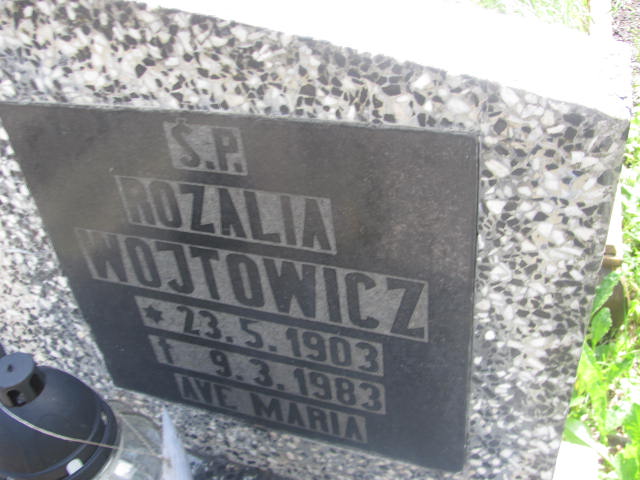 Ś.P.
ROZALIA
WOJTOWICZ
* 23.5.1903
† 9.3.1983
AVE MARIA